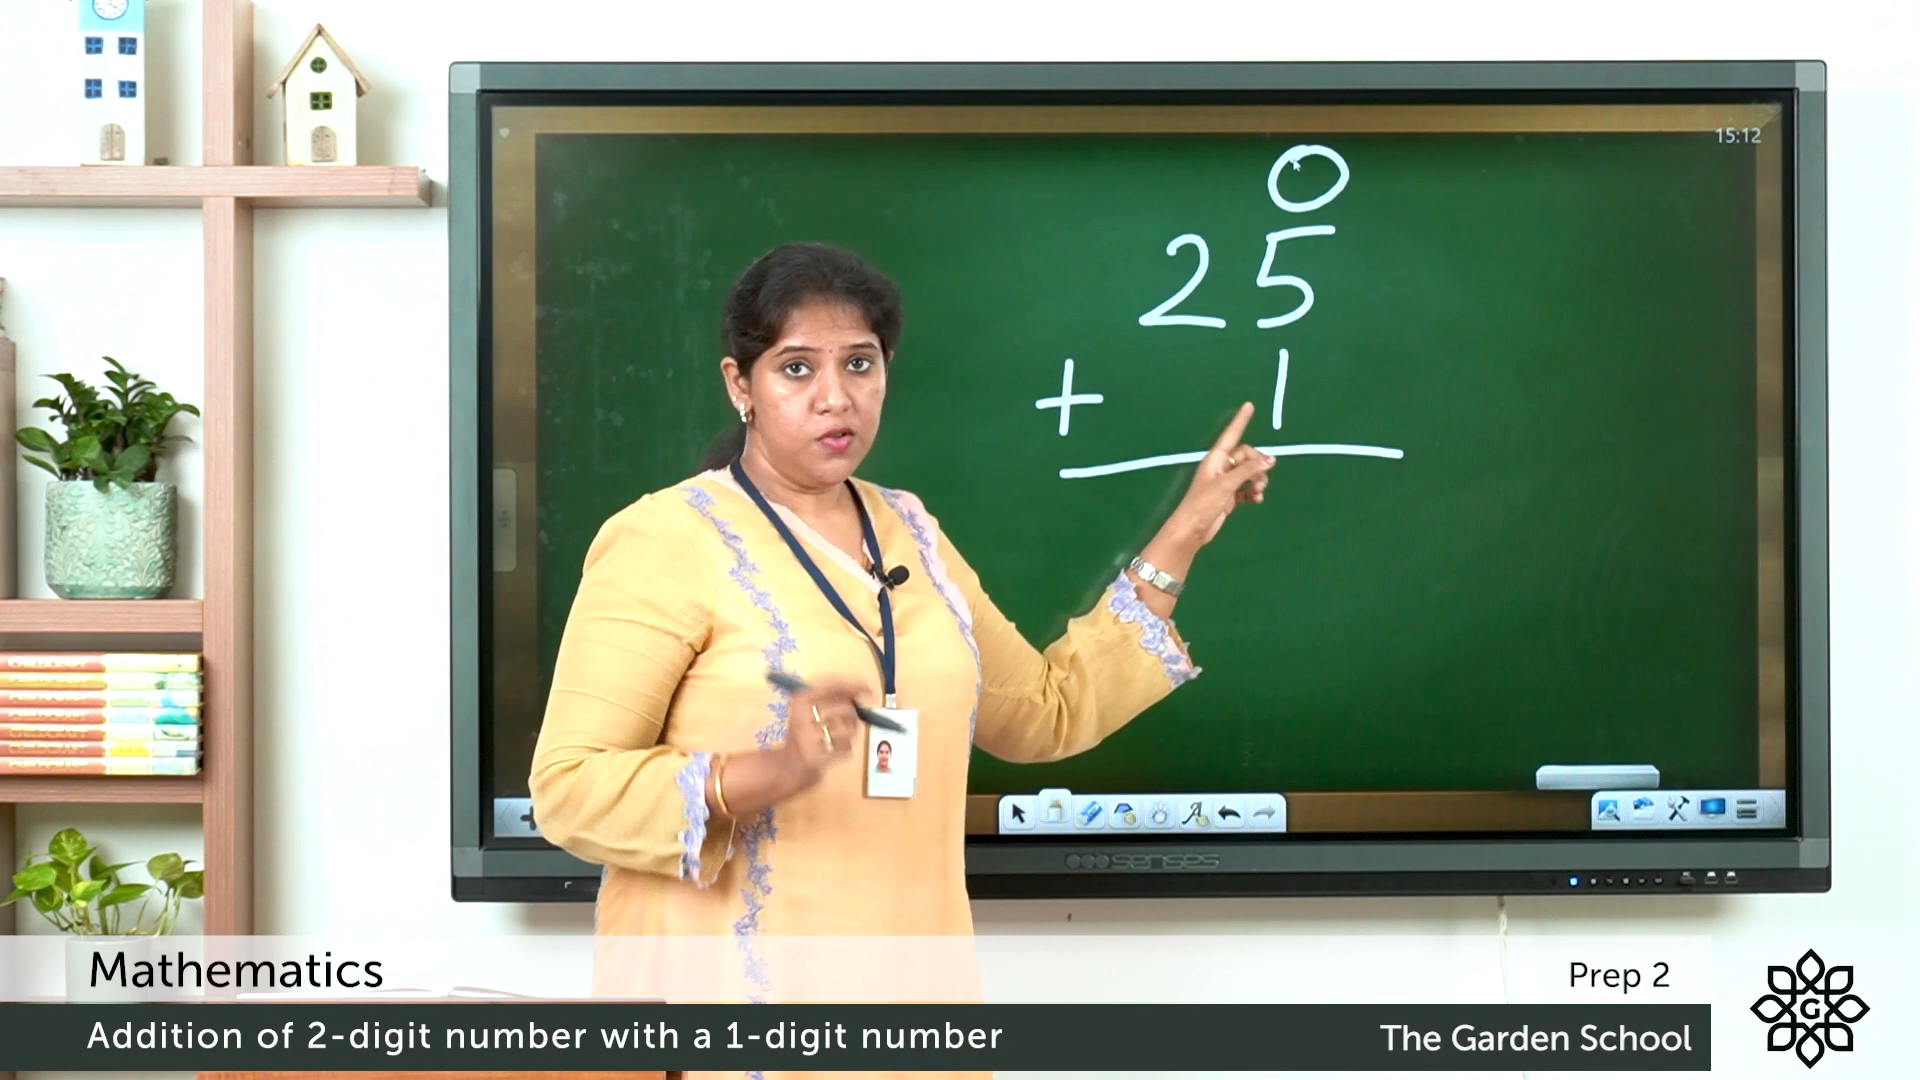 15:12
0
25
+ 1
senses
Mathematics
Prep 2
Addition of 2-digit number with a 1-digit number
The Garden School
G